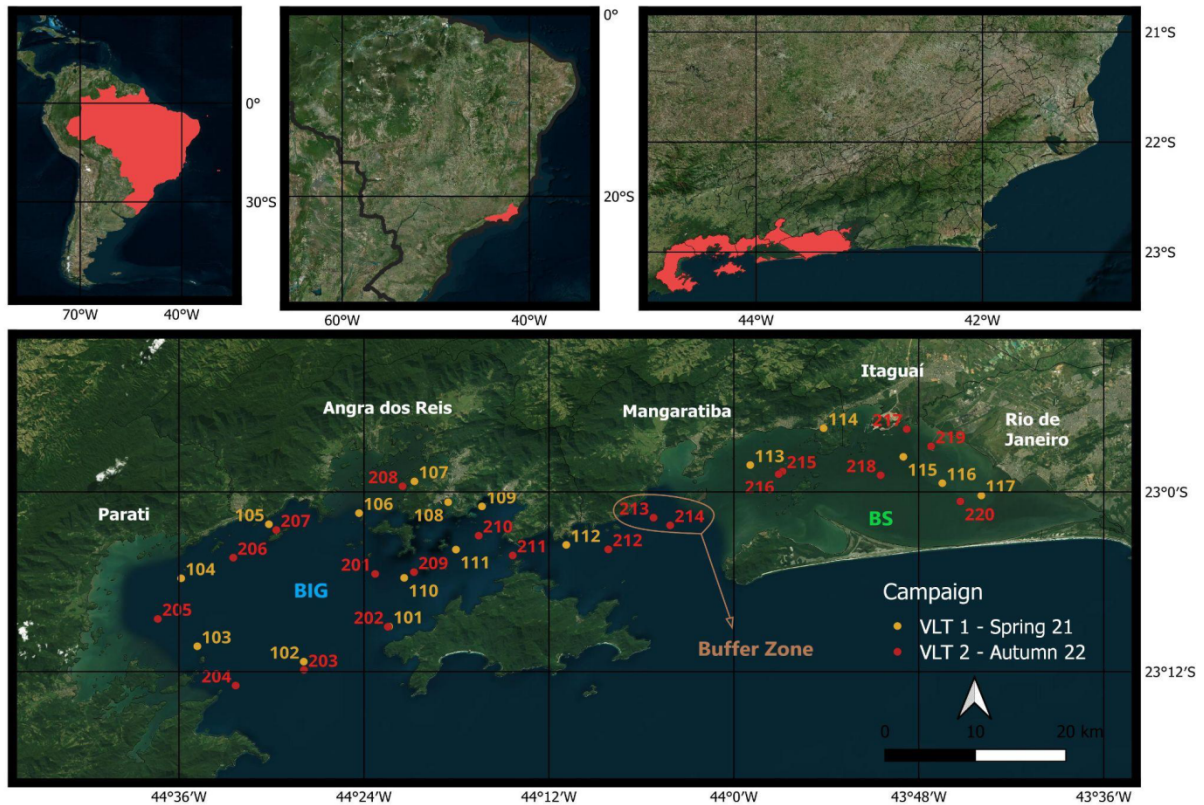 0°
30°S
70°W
40°W
0°
20°S
60°W
40°W
21°S
22°S
23°S
44°W
42°W
Itaguaí
Angra dos Reis
Mangaratiba
Rio de
Janeiro
Parati
114
217
219
113
215
216
218
115
116
117
220
208
107
106
108
109
105
207
206
104
210
213
214
112
212
211
111
201
209
110
BIG
BS
205
202
101
103
102
203
204
Buffer Zone
Campaign
VLT 1 - Spring 21
VLT 2 - Autumn 22
0
10
20 km
23°0'S
23°12'S
44°36'W
44°24'W
44°12'W
44°0'W
43°48'W
43°36'W